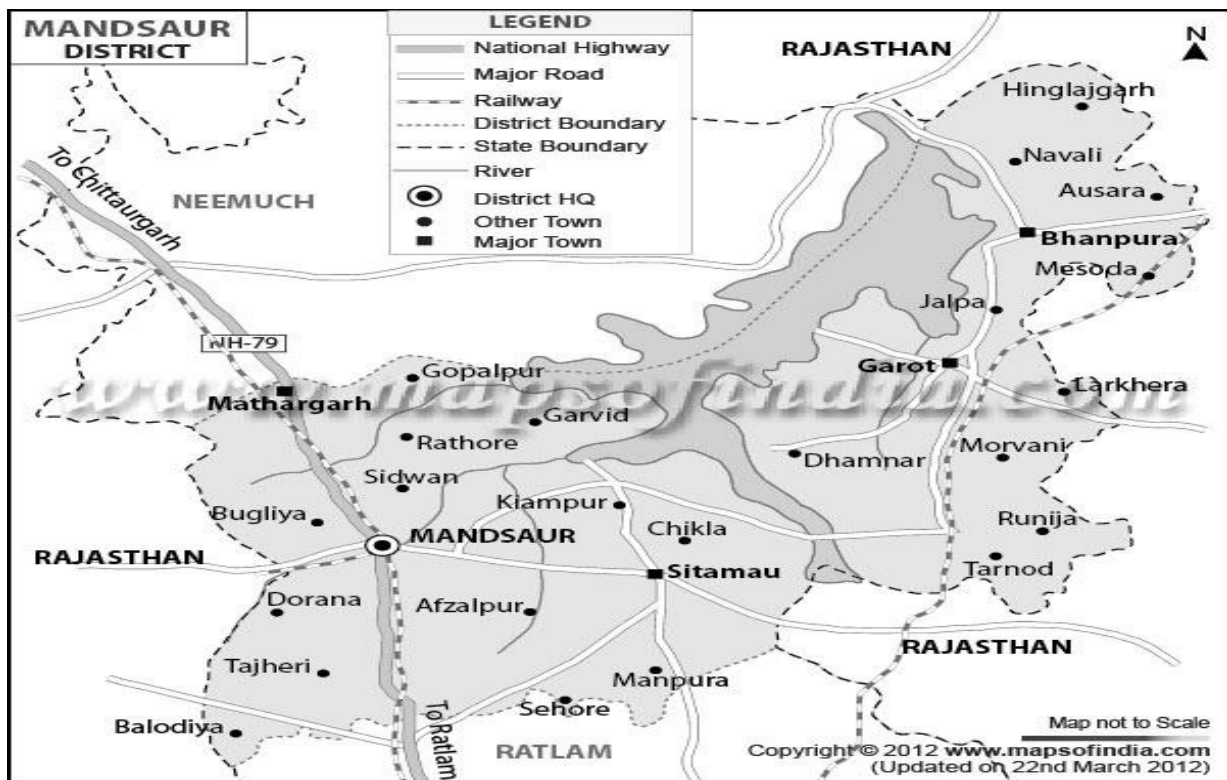 MANDSAUR
DISTRICT
LEGEND
National Highway
Major Road
Railway
District Boundary
State Boundary
River
District HQ
Other Town
Major Town
RAJASTHAN
N
Hinglajgarh
Navali
Ausara
Bhanpura
Mesoda
To Chittaurgarh
NEEMUCH
Jalpa
NH-79
Garot
Gopalpur
www.mapsofindia.com
Mathargarh
Larkhera
Garvid
Rathore
Dhamnar
Morvani
Sidwan
Kiampur
Bugliya
Chikla
Runija
MANDSAUR
RAJASTHAN
Sitamau
Tarnod
Dorana
Afzalpur
RAJASTHAN
Tajheri
Manpura
Sehore
Balodiya
To Ratlam
RATLAM
Map not to Scale
Copyright © 2012 www.mapsofindia.com
(Updated on 22nd March 2012)